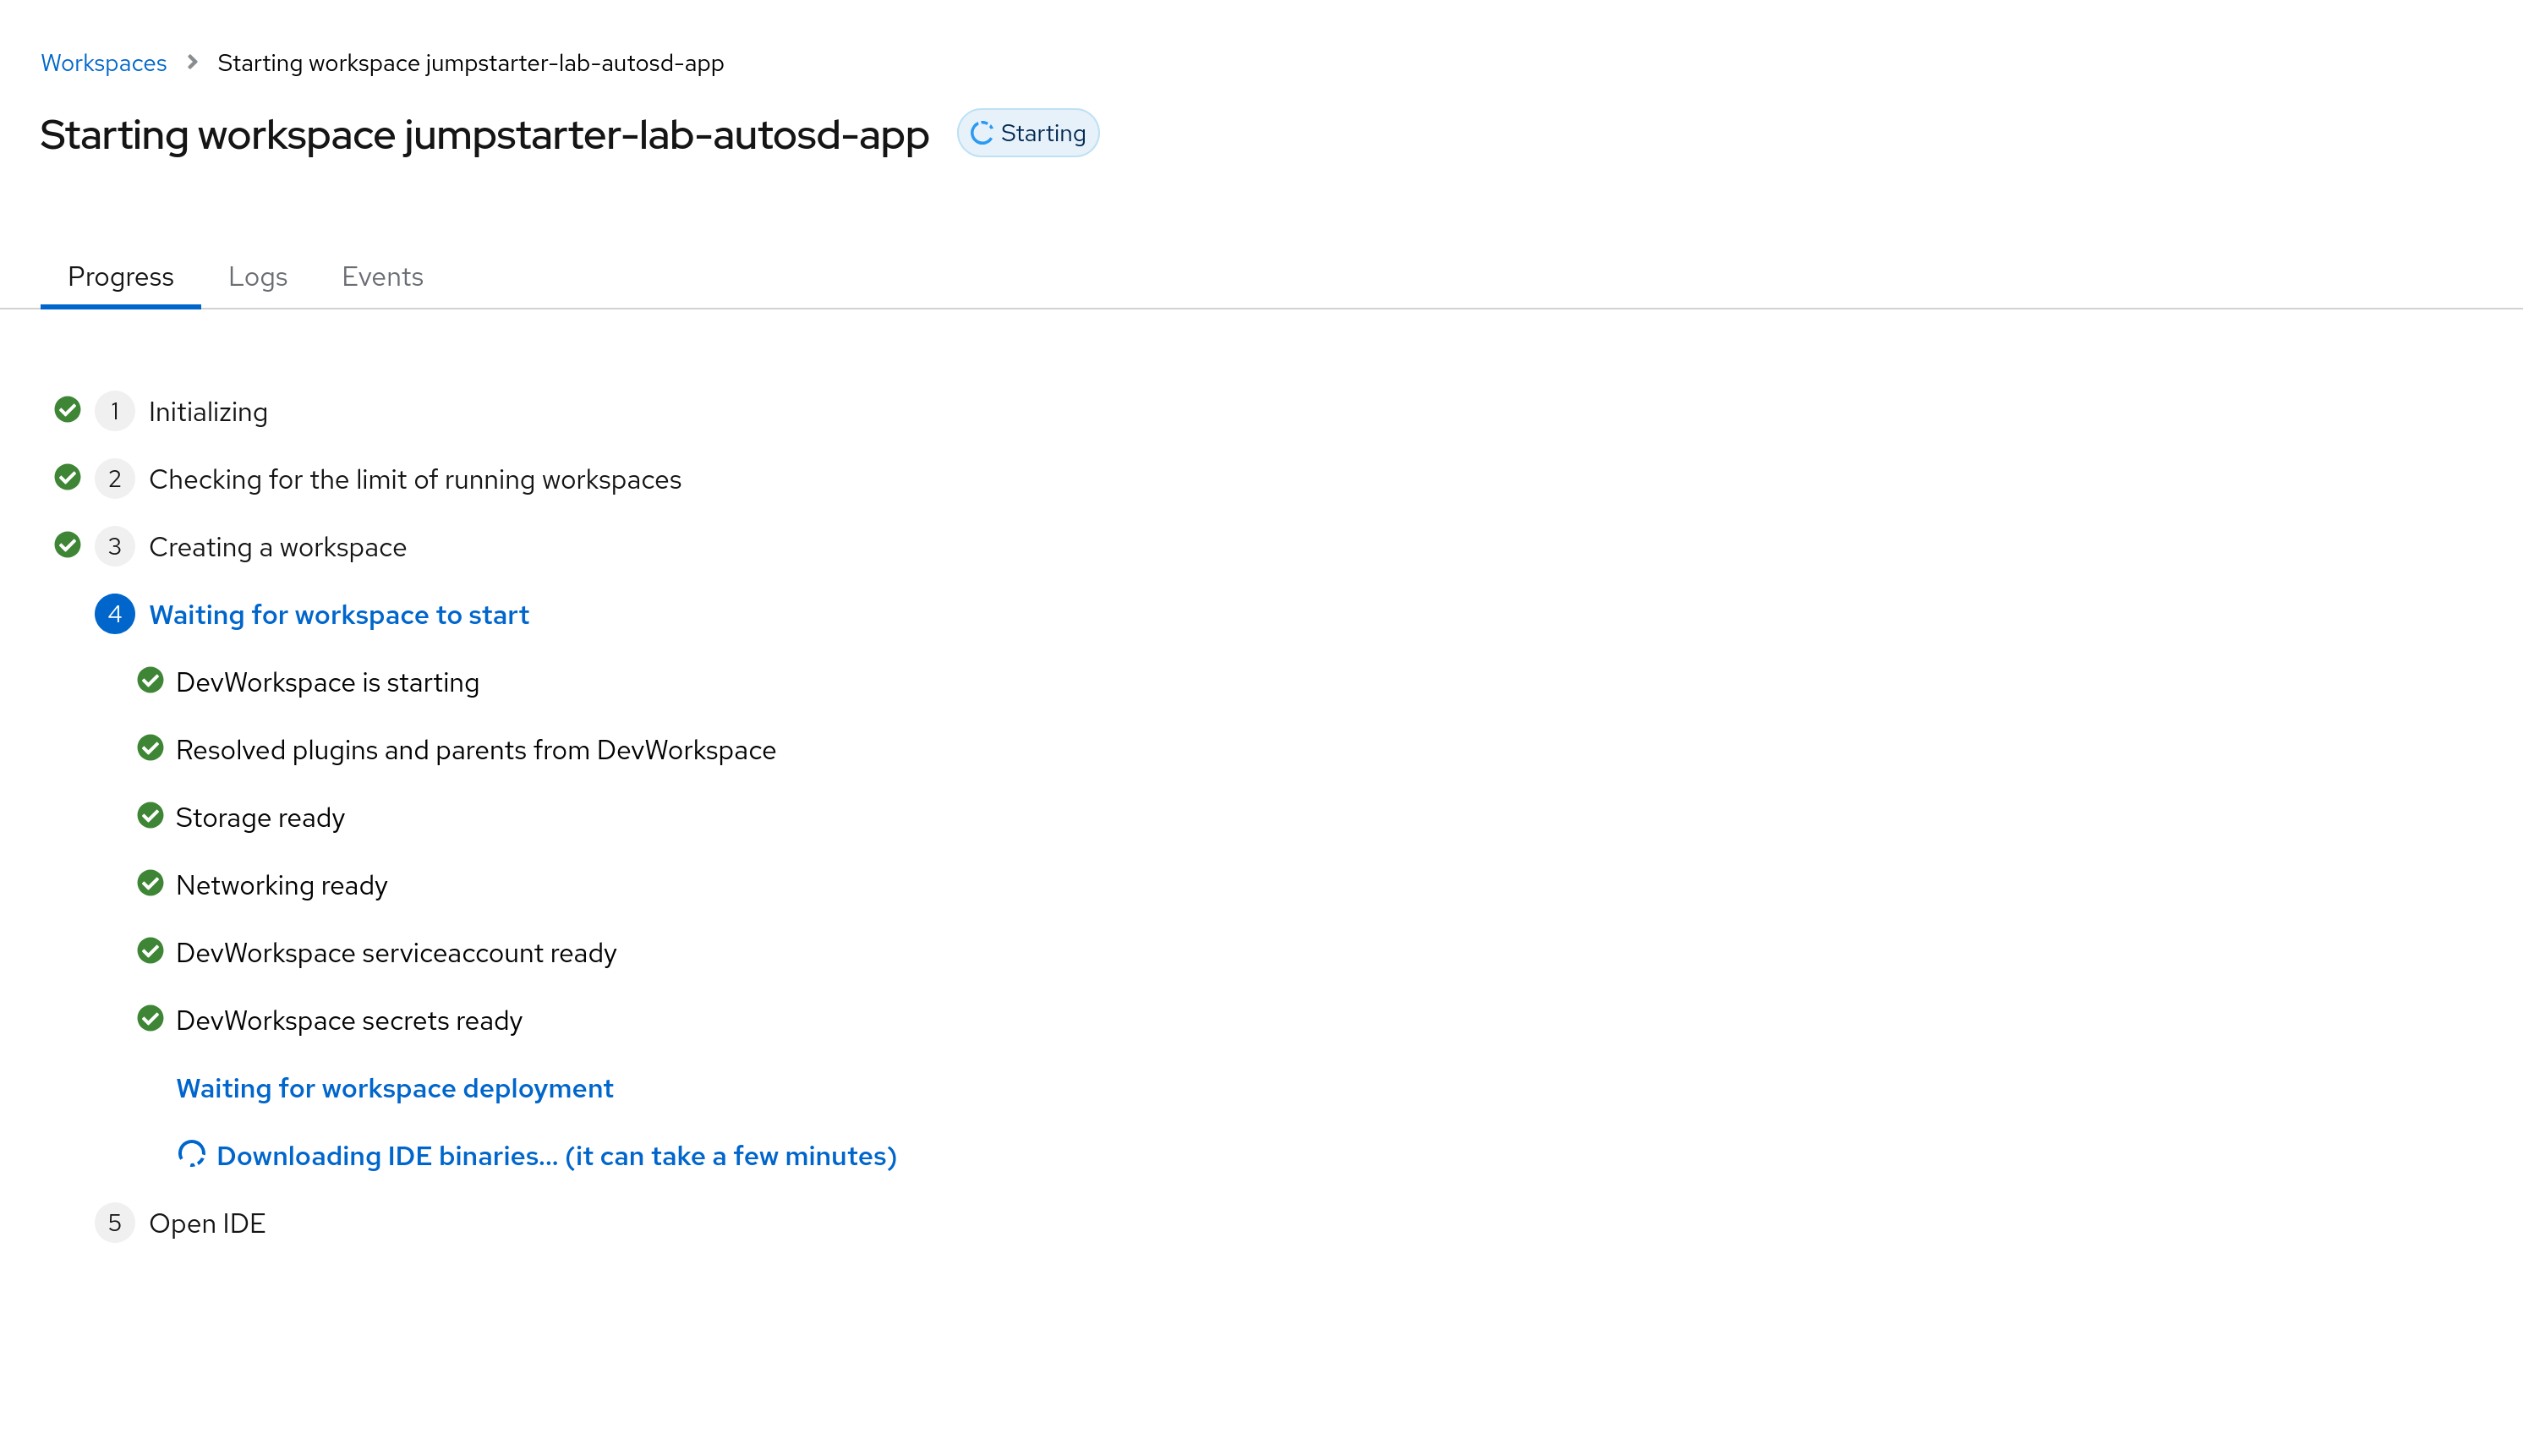 Workspaces > Starting workspace jumpstarter-lab-autosd-app
Starting workspace jumpstarter-lab-autosd-app Starting
Progress Logs Events
1 Initializing
2 Checking for the limit of running workspaces
3 Creating a workspace
4 Waiting for workspace to start
DevWorkspace is starting
Resolved plugins and parents from DevWorkspace
Storage ready
Networking ready
DevWorkspace serviceaccount ready
DevWorkspace secrets ready
Waiting for workspace deployment
Downloading IDE binaries... (it can take a few minutes)
5 Open IDE